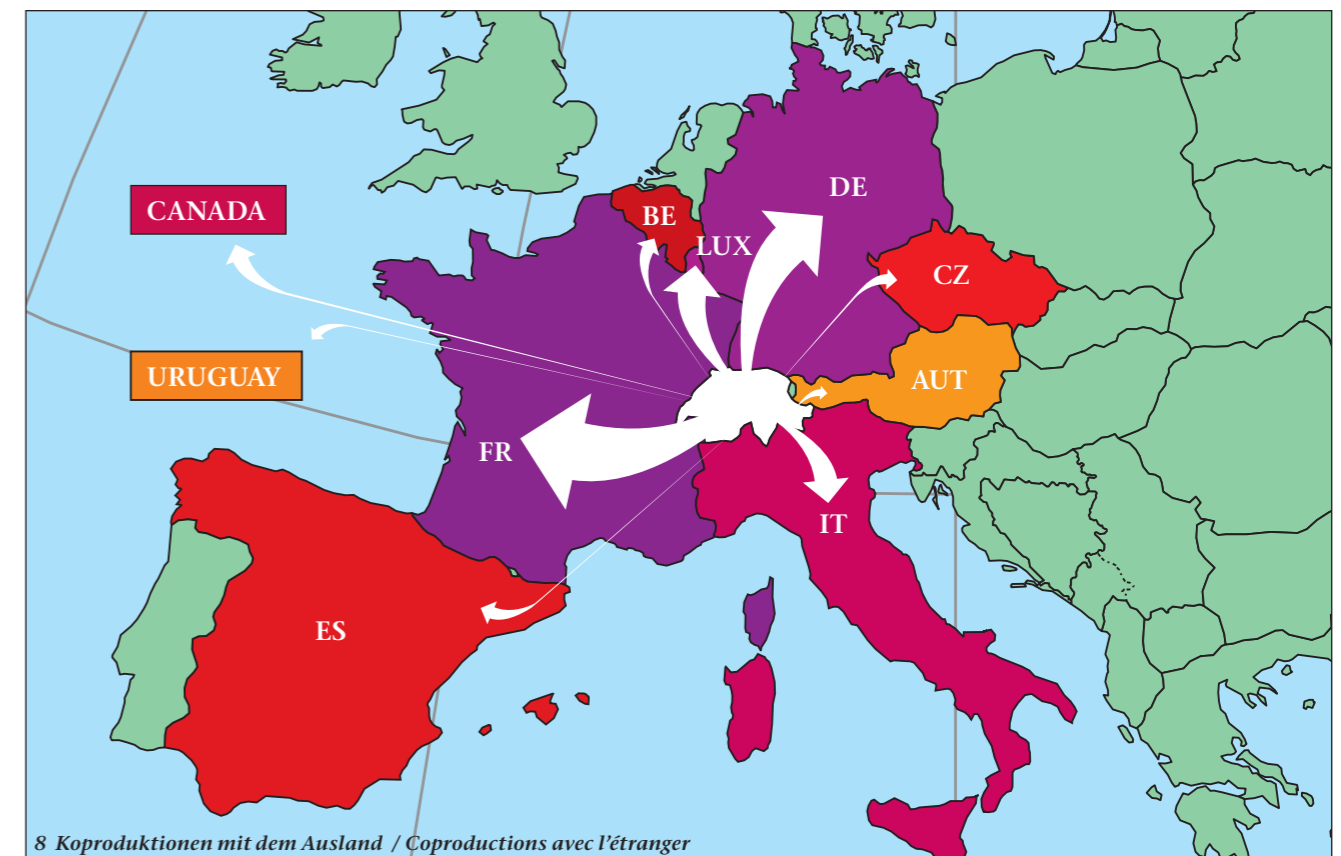 DE
CANADA
BE
LUX
CZ
URUGUAY
AUT
FR
IT
ES
8 Koproduktionen mit dem Ausland / Coproductions avec l’étranger